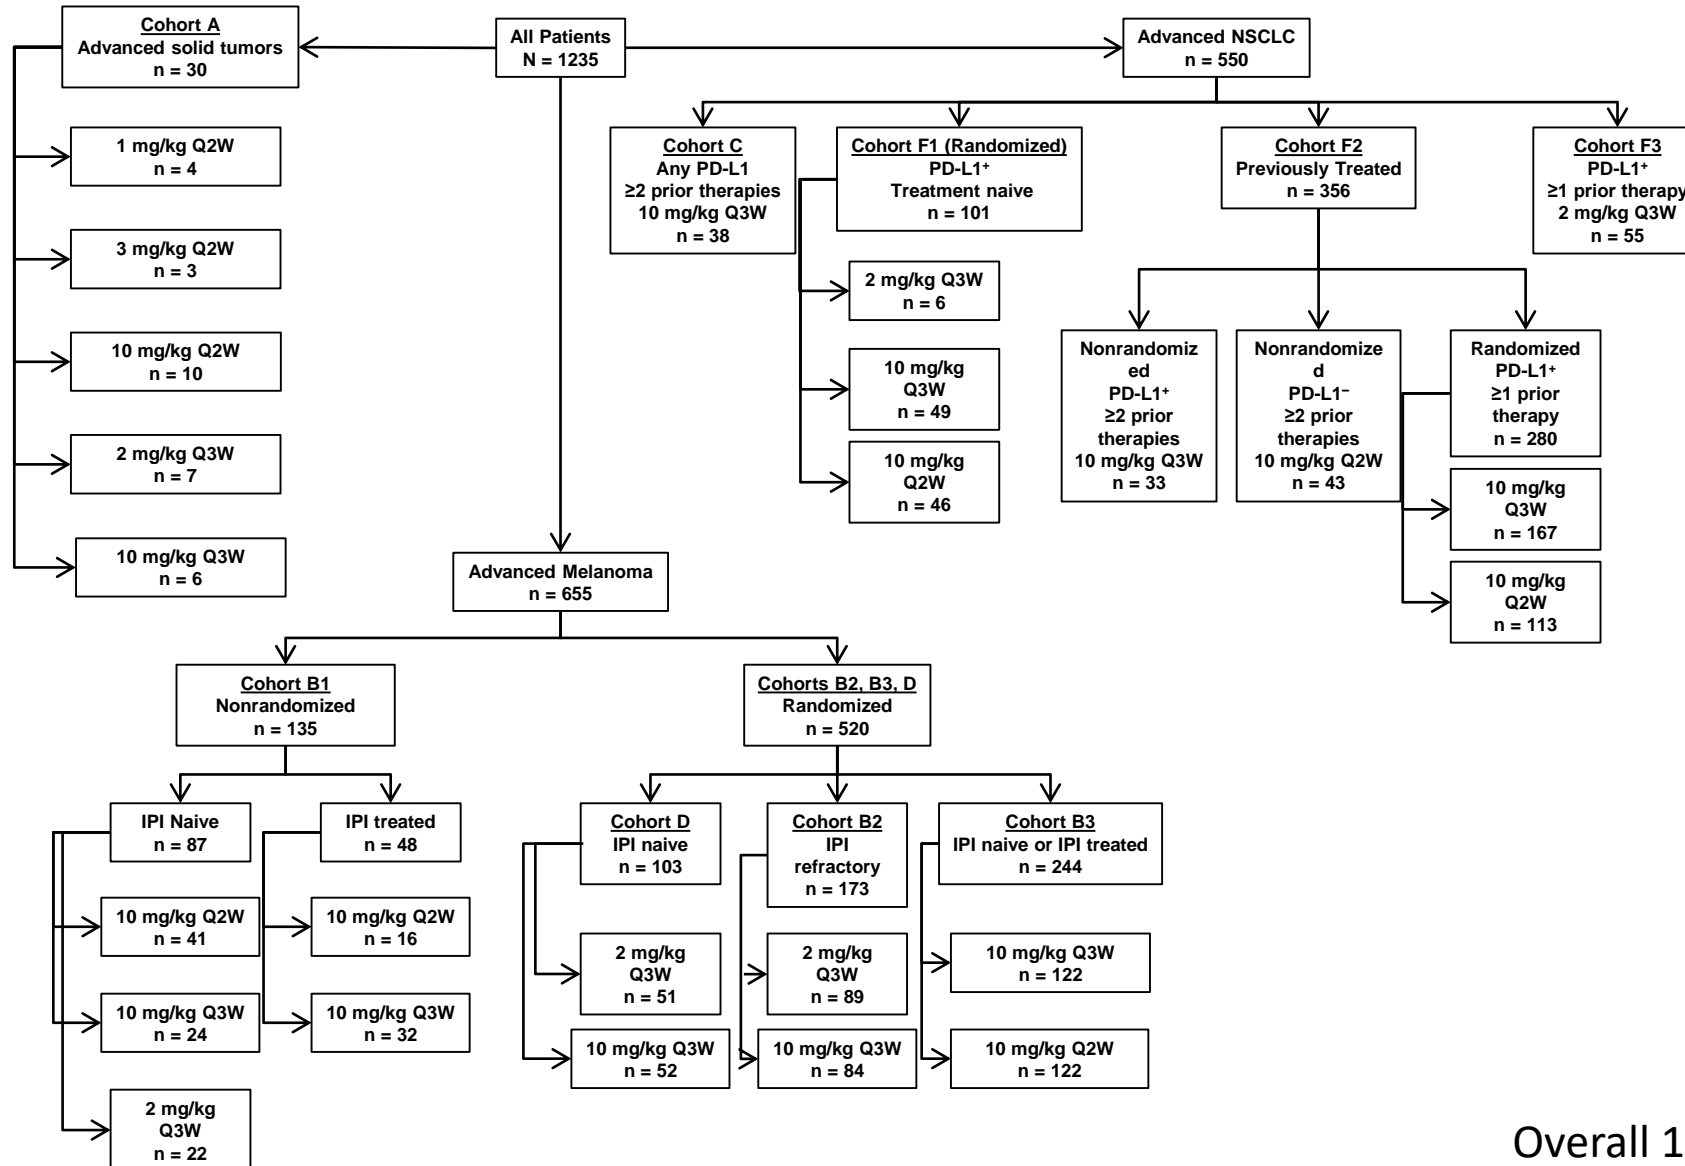 Cohort A
Advanced solid tumors
n = 30
All Patients
N = 1235
Advanced NSCLC
n = 550
1 mg/kg Q2W
n = 4
3 mg/kg Q2W
n = 3
10 mg/kg Q2W
n = 10
2 mg/kg Q3W
n = 7
10 mg/kg Q3W
n = 6
Cohort C
Any PD-L1
≥2 prior therapies
10 mg/kg Q3W
n = 38
Cohort F1 (Randomized)
PD-L1⁺
Treatment naive
n = 101
2 mg/kg Q3W
n = 6
10 mg/kg
Q3W
n = 49
10 mg/kg
Q2W
n = 46
Cohort F2
Previously Treated
n = 356
Nonrandomiz
ed
PD-L1⁺
≥2 prior
therapies
10 mg/kg Q3W
n = 33
Nonrandomize
d
PD-L1⁻
≥2 prior
therapies
10 mg/kg Q2W
n = 43
Randomized
PD-L1⁺
≥1 prior
therapy
n = 280
10 mg/kg
Q3W
n = 167
10 mg/kg
Q2W
n = 113
Cohort F3
PD-L1⁺
≥1 prior therapy
2 mg/kg Q3W
n = 55
Advanced Melanoma
n = 655
Cohort B1
Nonrandomized
n = 135
IPI Naive
n = 87
10 mg/kg Q2W
n = 41
10 mg/kg Q3W
n = 24
2 mg/kg
Q3W
n = 22
IPI treated
n = 48
10 mg/kg Q2W
n = 16
10 mg/kg Q3W
n = 32
Cohorts B2, B3, D
Randomized
n = 520
Cohort D
IPI naive
n = 103
2 mg/kg
Q3W
n = 51
10 mg/kg Q3W
n = 52
Cohort B2
IPI
refractory
n = 173
2 mg/kg
Q3W
n = 89
10 mg/kg Q3W
n = 84
Cohort B3
IPI naive or IPI treated
n = 244
10 mg/kg Q3W
n = 122
10 mg/kg Q2W
n = 122
Overall 1